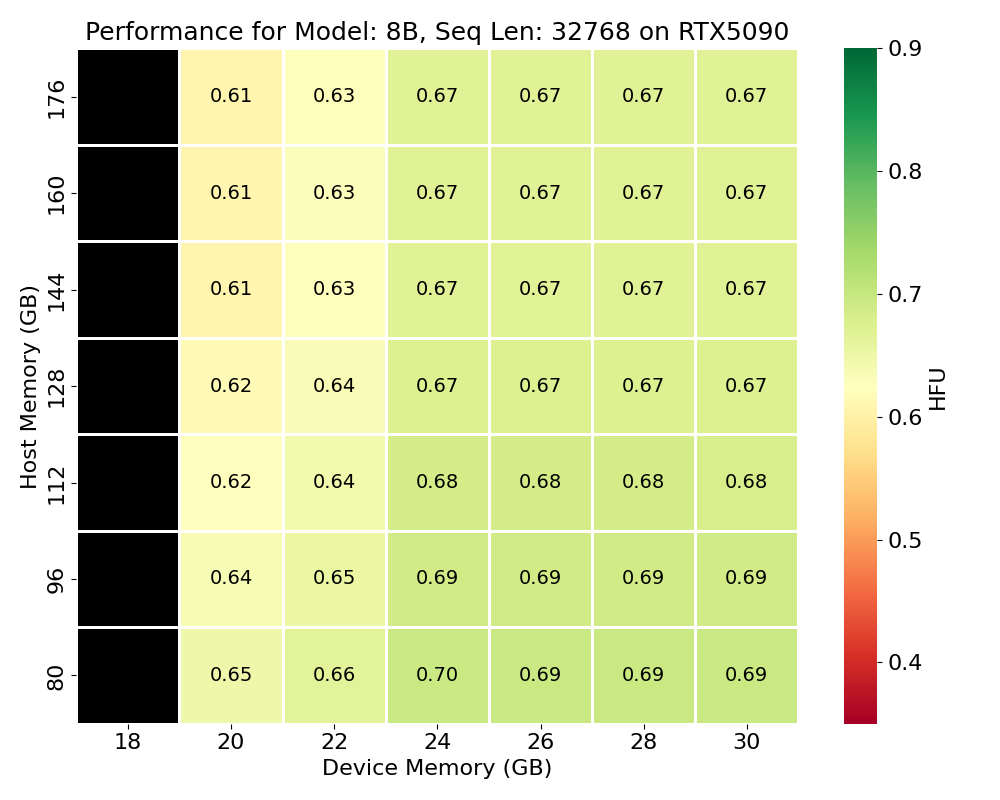 Performance for Model: 8B, Seq Len: 32768 on RTX5090
Host Memory (GB)
176 0.61 0.63 0.67 0.67 0.67 0.67
160 0.61 0.63 0.67 0.67 0.67 0.67
144 0.61 0.63 0.67 0.67 0.67 0.67
128 0.62 0.64 0.67 0.67 0.67 0.67
112 0.62 0.64 0.68 0.68 0.68 0.68
96 0.64 0.65 0.69 0.69 0.69 0.69
80 0.65 0.66 0.70 0.69 0.69 0.69
18 20 22 24 26 28 30
Device Memory (GB)
0.9
0.8
0.7
0.6
0.5
0.4
HFU